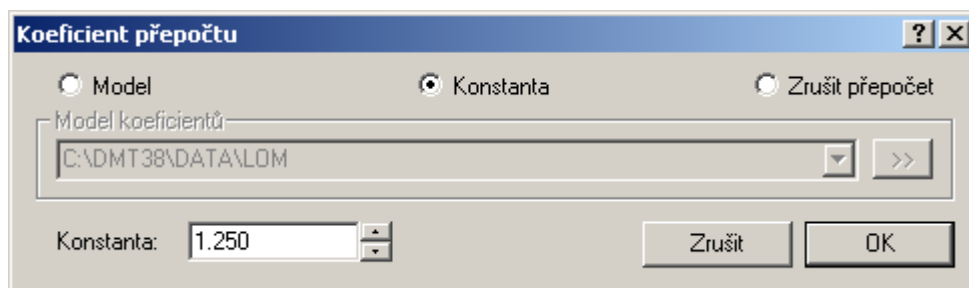 Koeficient přepočtu
Model Konstanta Zrušit přepočet
Model koeficientů
C:\DMT38\DATA\LOM >>
Konstanta: 1.250 Zrušit OK